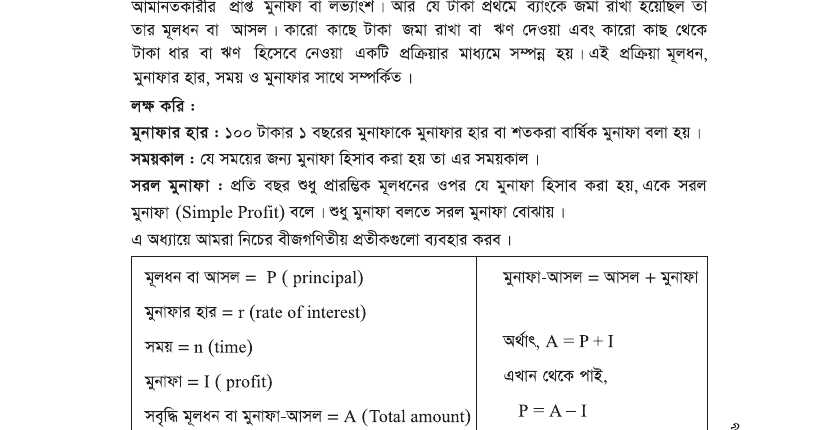 আমানতকারীর প্রাপ্ত মুনাফা বা লভ্যাংশ। আর যে টাকা প্রথমে ব্যাংকে জমা রাখা হয়েছিল তা
তার মূলধন বা আসল। কারো কাছে টাকা জমা রাখা বা ঋণ দেওয়া এবং কারো কাছ থেকে
টাকা ধার বা ঋণ হিসেবে নেওয়া একটি প্রক্রিয়ার মাধ্যমে সম্পন্ন হয়। এই প্রক্রিয়া মূলধন,
মুনাফার হার, সময় ও মুনাফার সাথে সম্পর্কিত।
লক্ষ করি :
মুনাফার হার : ১০০ টাকার ১ বছরের মুনাফাকে মুনাফার হার বা শতকরা বার্ষিক মুনাফা বলা হয়।
সময়কাল : যে সময়ের জন্য মুনাফা হিসাব করা হয় তা এর সময়কাল।
সরল মুনাফা : প্রতি বছর শুধু প্রারম্ভিক মূলধনের ওপর যে মুনাফা হিসাব করা হয়, একে সরল
মুনাফা (Simple Profit) বলে। শুধু মুনাফা বলতে সরল মুনাফা বোঝায়।
এ অধ্যায়ে আমরা নিচের বীজগণিতীয় প্রতীকগুলো ব্যবহার করব।
মূলধন বা আসল = P ( principal)
মুনাফার হার = r (rate of interest)
সময় = n (time)
মুনাফা = I ( profit)
সবৃদ্ধি মূলধন বা মুনাফা-আসল = A (Total amount)
মুনাফা-আসল = আসল + মুনাফা
অর্থাৎ, A = P + I
এখান থেকে পাই,
P = A – I